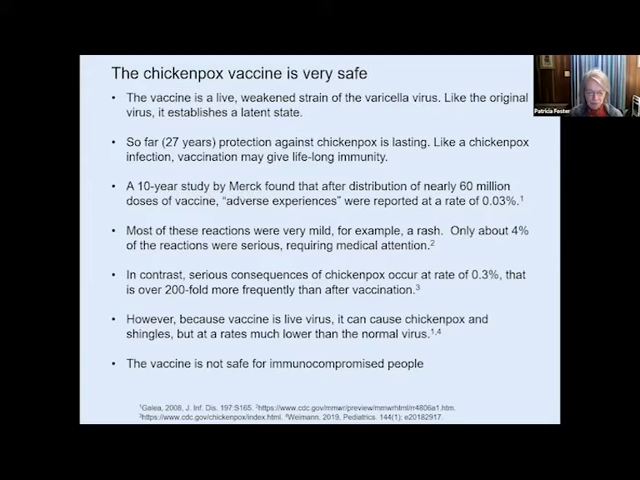 The chickenpox vaccine is very safe
• The vaccine is a live, weakened strain of the varicella virus. Like the original
virus, it establishes a latent state.
• So far (27 years) protection against chickenpox is lasting. Like a chickenpox
infection, vaccination may give life-long immunity.
• A 10-year study by Merck found that after distribution of nearly 60 million
doses of vaccine, “adverse experiences” were reported at a rate of 0.03%.¹
• Most of these reactions were very mild, for example, a rash. Only about 4%
of the reactions were serious, requiring medical attention.²
• In contrast, serious consequences of chickenpox occur at rate of 0.3%, that
is over 200-fold more frequently than after vaccination.³
• However, because vaccine is live virus, it can cause chickenpox and
shingles, but at a rates much lower than the normal virus.¹,⁴
• The vaccine is not safe for immunocompromised people
¹Galea, 2008, J. Inf. Dis. 197:S165. ²https://www.cdc.gov/mmwr/preview/mmwrhtml/rr4806a1.htm.
³https://www.cdc.gov/chickenpox/index.html. ⁴Weimann. 2019, Pediatrics. 144(1): e20182917.
Patricia Foster